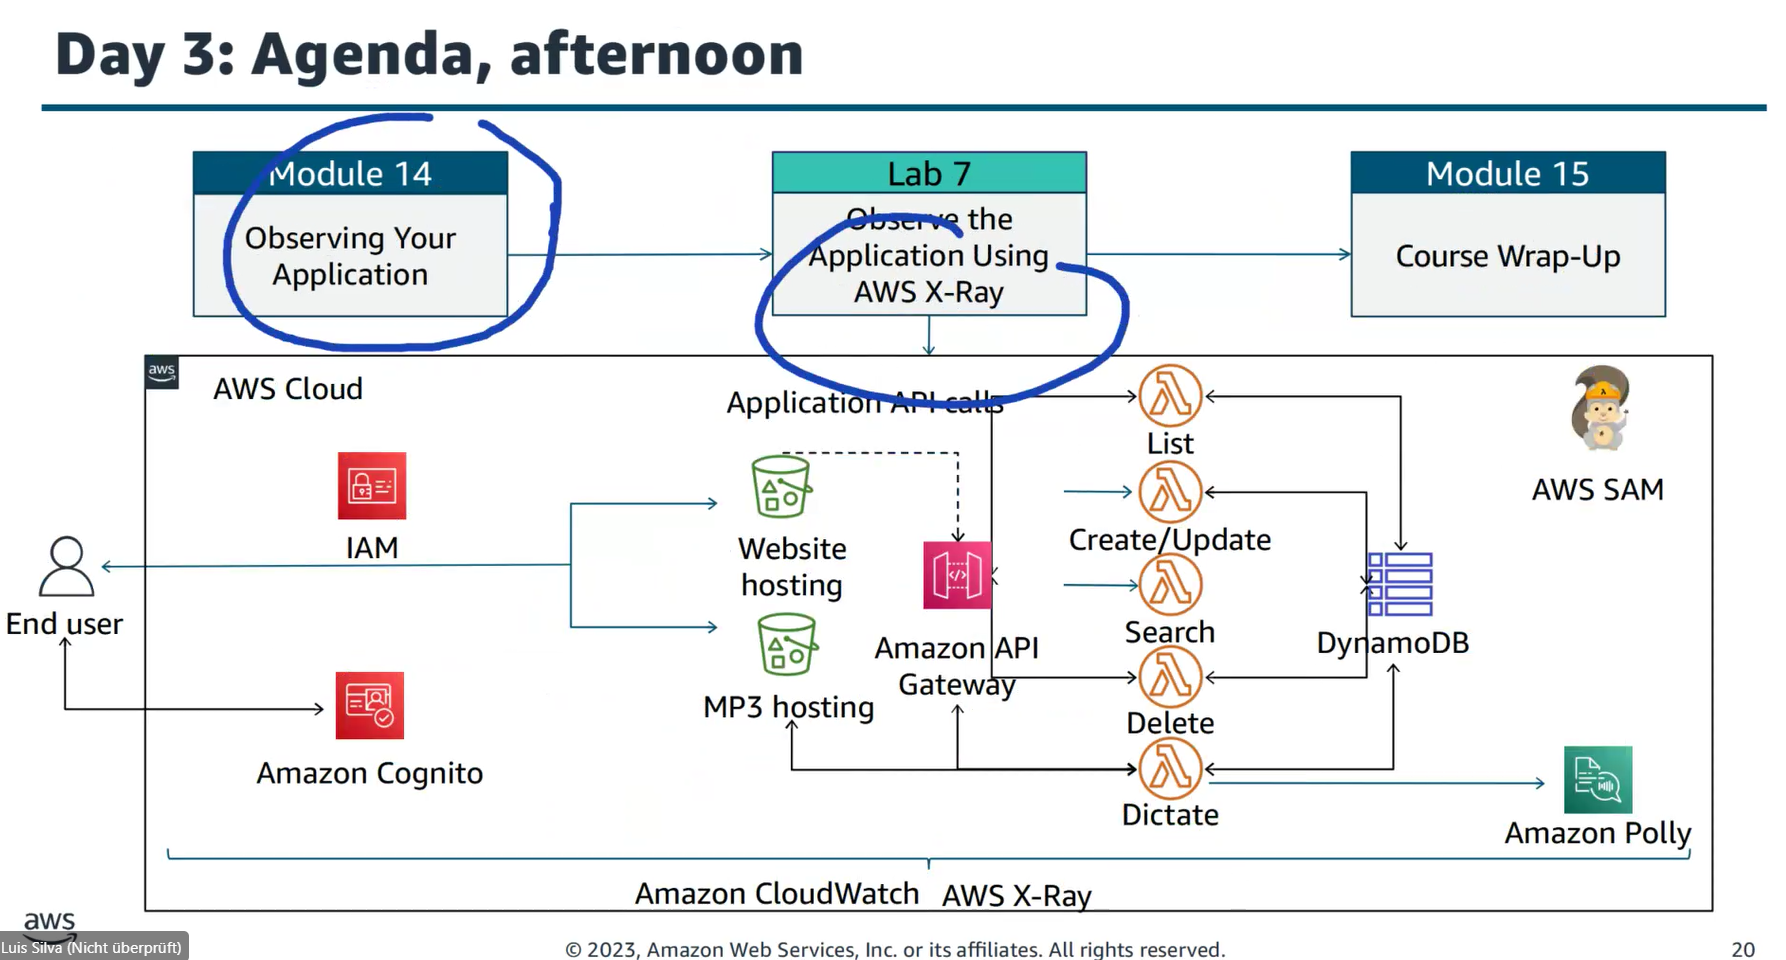 Day 3: Agenda, afternoon
Module 14
Observing Your
Application
Lab 7
Observe the
Application Using
AWS X-Ray
Module 15
Course Wrap-Up
aws
AWS Cloud
Application API calls
List
AWS SAM
Create/Update
IAM
Website
hosting
End user
Search
Amazon API
Gateway
DynamoDB
MP3 hosting
Delete
Amazon Cognito
Dictate
Amazon Polly
Amazon CloudWatch AWS X-Ray
aws
Luis Silva (Nicht überprüft)
© 2023, Amazon Web Services, Inc. or its affiliates. All rights reserved.
20